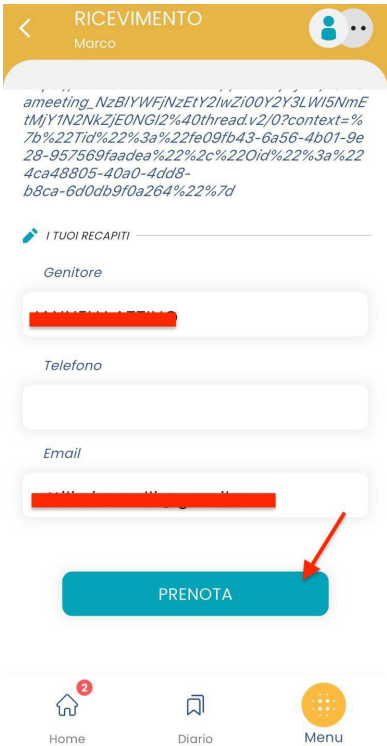 RICEVIMENTO
Marco
ameeting_NzBlYWFjNzEtY2IwZi00Y2Y3LWI5NmE
tMjY1N2NkZjE0NGI2%40thread.v2/0?context=%
7b%22Tid%22%3a%22fe09fb43-6a56-4b01-9e
28-957569faadea%22%2c%22Oid%22%3a%22
4ca48805-40a0-4dd8-
b8ca-6d0db9f0a264%22%7d
I TUOI RECAPITI
Genitore
Telefono
Email
PRENOTA
2
Home
Diario
Menu